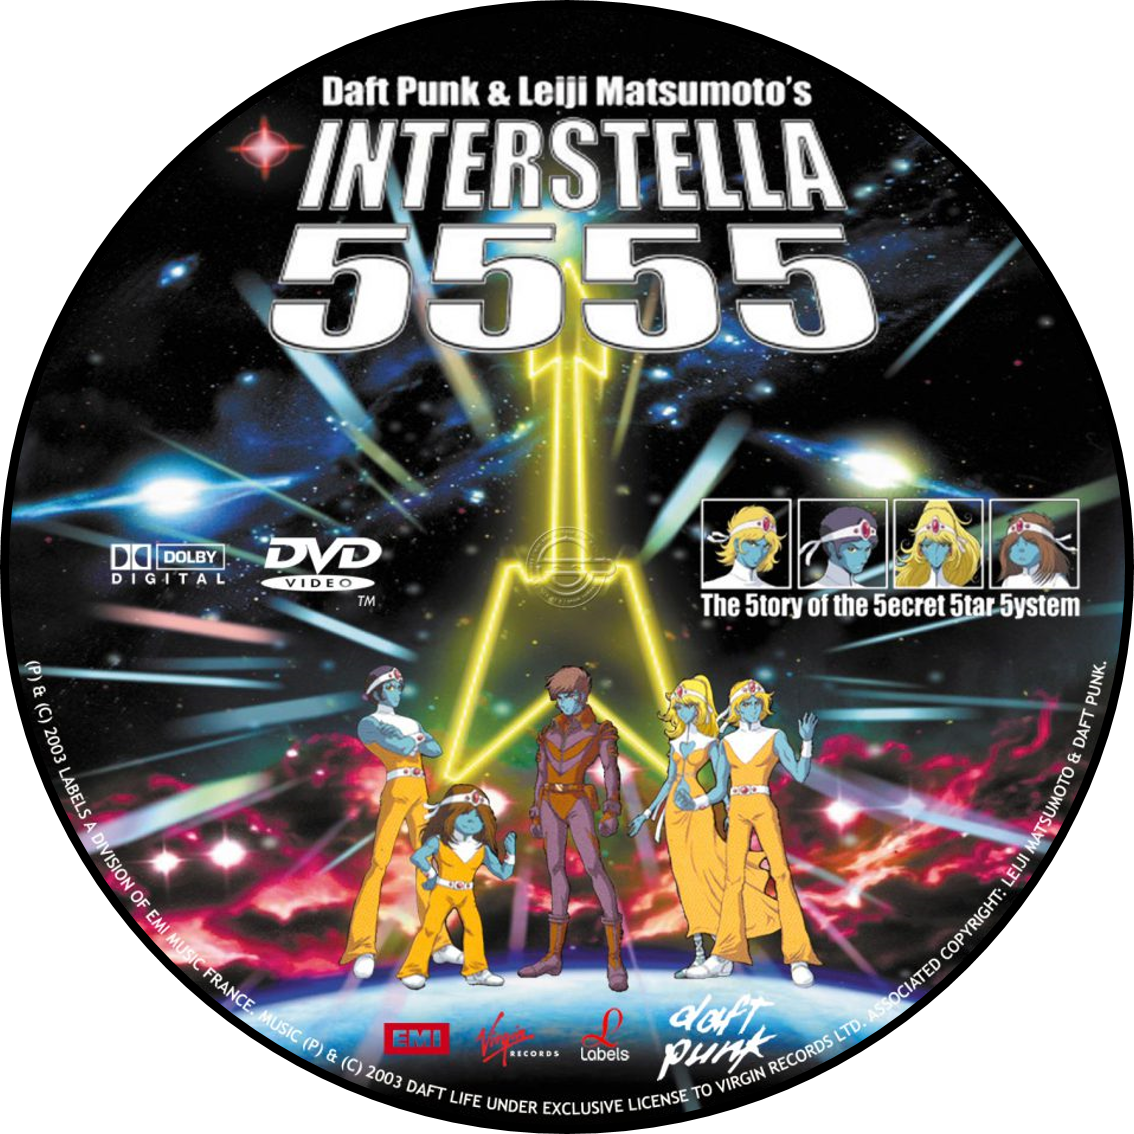 Daft Punk & Leiji Matsumoto's
INTERSTELLA
5555
DOLBY
DIGITAL
DVD
VIDEO
TM
The 5tory of the 5ecret 5tar 5ystem
EMI
Virgin
RECORDS
L
Labels
daft
punk
(P) & (C) 2003 LABELS A DIVISION OF EMI MUSIC FRANCE. MUSIC (P) & (C) 2003 DAFT LIFE UNDER EXCLUSIVE LICENSE TO VIRGIN RECORDS LTD. ASSOCIATED COPYRIGHT: LEIJI MATSUMOTO & DAFT PUNK.